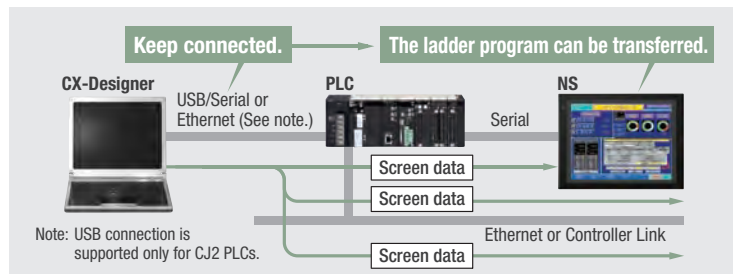 Keep connected.
The ladder program can be transferred.
CX-Designer
PLC
NS
USB/Serial or
Ethernet (See note.)
Serial
Screen data
Screen data
Ethernet or Controller Link
Note: USB connection is
supported only for CJ2 PLCs.
Screen data